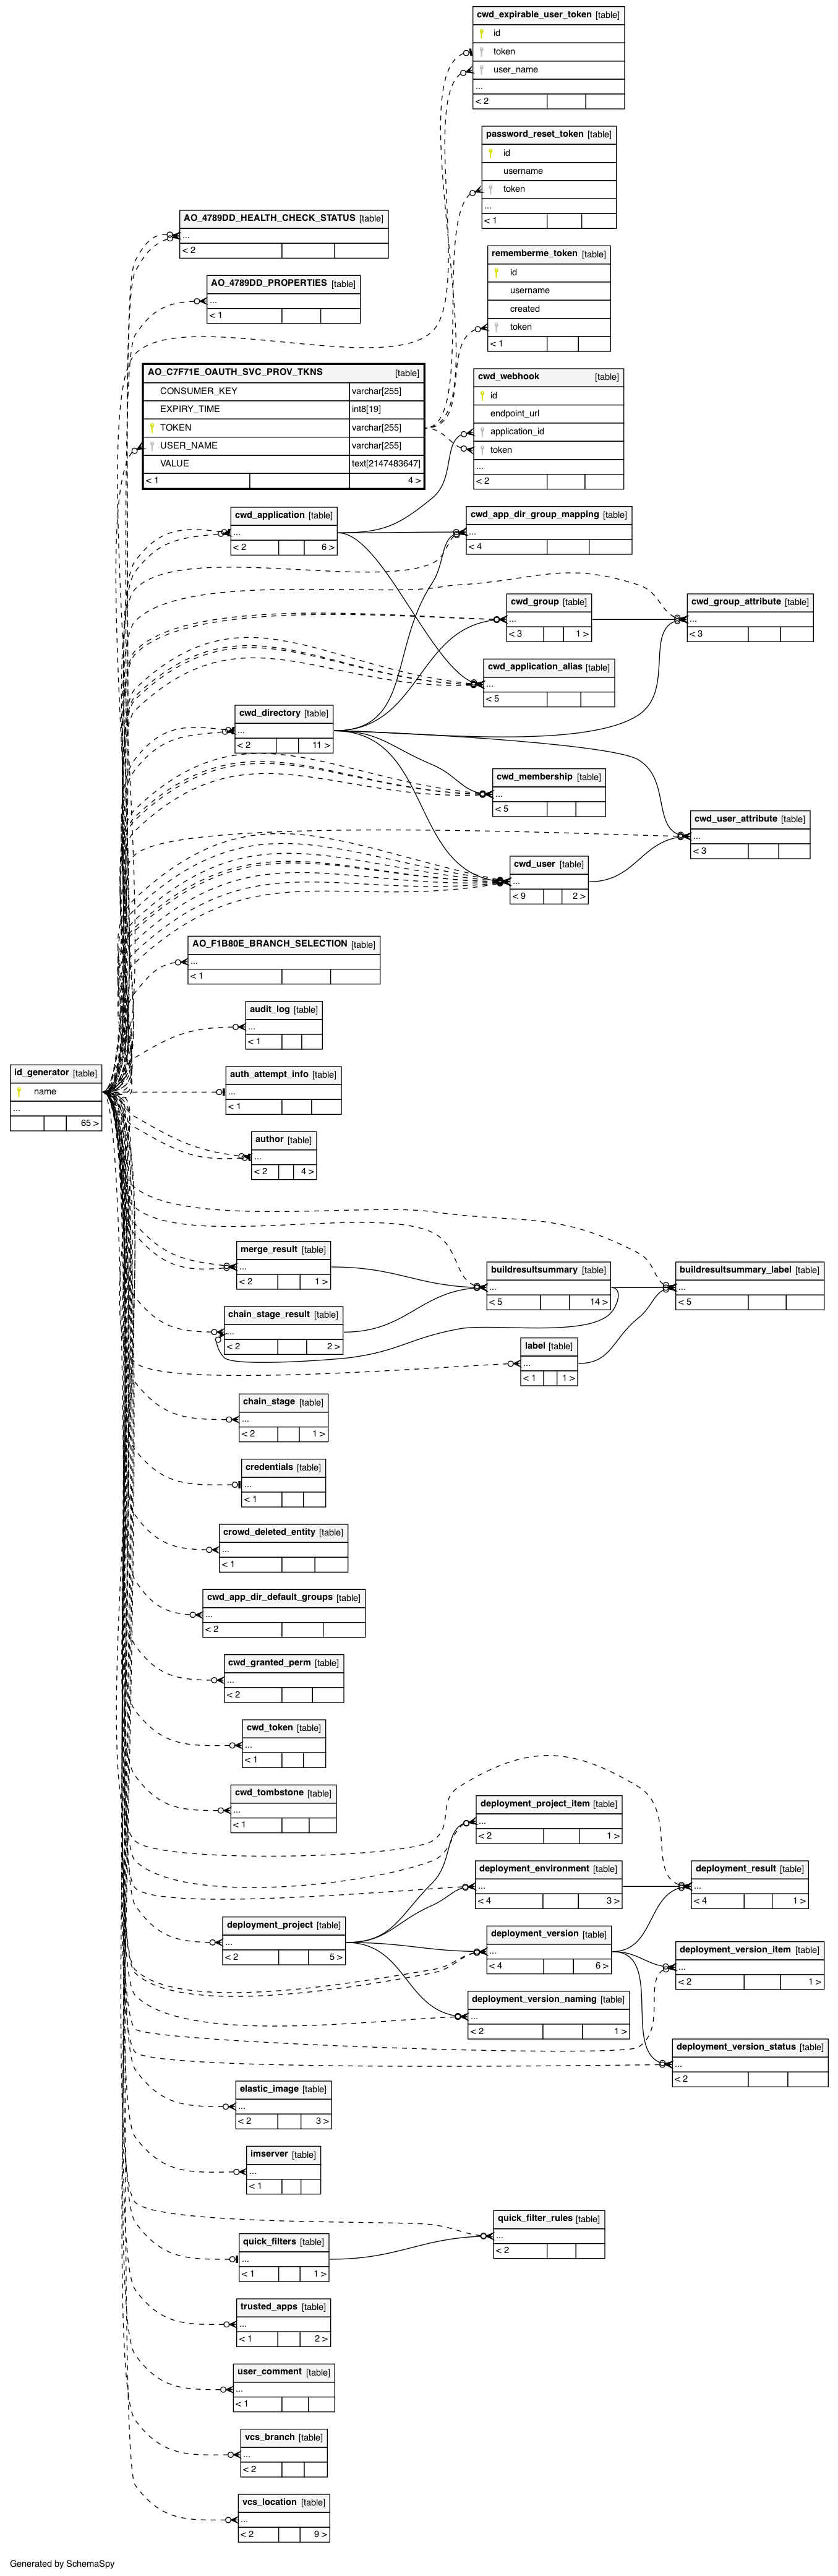 cwd_expirable_user_token [table]
id
token
user_name
...
< 2
password_reset_token [table]
id
username
token
...
< 1
AO_4789DD_HEALTH_CHECK_STATUS [table]
...
< 2
rememberme_token [table]
id
username
created
token
< 1
AO_4789DD_PROPERTIES [table]
...
< 1
AO_C7F71E_OAUTH_SVC_PROV_TKNS [table]
CONSUMER_KEY varchar[255]
EXPIRY_TIME int8[19]
TOKEN varchar[255]
USER_NAME varchar[255]
VALUE text[2147483647]
< 1 4 >
cwd_webhook [table]
id
endpoint_url
application_id
token
...
< 2
cwd_application [table]
...
< 2 6 >
cwd_app_dir_group_mapping [table]
...
< 4
cwd_group [table]
...
< 3 1 >
cwd_group_attribute [table]
...
< 3
cwd_application_alias [table]
...
< 5
cwd_directory [table]
...
< 2 11 >
cwd_membership [table]
...
< 5
cwd_user_attribute [table]
...
< 3
cwd_user [table]
...
< 9 2 >
AO_F1B80E_BRANCH_SELECTION [table]
...
< 1
audit_log [table]
...
< 1
id_generator [table]
name
...
65 >
auth_attempt_info [table]
...
< 1
author [table]
...
< 2 4 >
merge_result [table]
...
< 2 1 >
buildresultsummary [table]
...
< 5 14 >
buildresultsummary_label [table]
...
< 5
chain_stage_result [table]
...
< 2 2 >
label [table]
...
< 1 1 >
chain_stage [table]
...
< 2 1 >
credentials [table]
...
< 1
crowd_deleted_entity [table]
...
< 1
cwd_app_dir_default_groups [table]
...
< 2
cwd_granted_perm [table]
...
< 2
cwd_token [table]
...
< 1
cwd_tombstone [table]
...
< 1
deployment_project_item [table]
...
< 2 1 >
deployment_environment [table]
...
< 4 3 >
deployment_result [table]
...
< 4 1 >
deployment_project [table]
...
< 2 5 >
deployment_version [table]
...
< 4 6 >
deployment_version_item [table]
...
< 2 1 >
deployment_version_naming [table]
...
< 2 1 >
deployment_version_status [table]
...
< 2
elastic_image [table]
...
< 2 3 >
imserver [table]
...
< 1
quick_filter_rules [table]
...
< 2
quick_filters [table]
...
< 1 1 >
trusted_apps [table]
...
< 1 2 >
user_comment [table]
...
< 1
vcs_branch [table]
...
< 2
vcs_location [table]
...
< 2 9 >
Generated by SchemaSpy